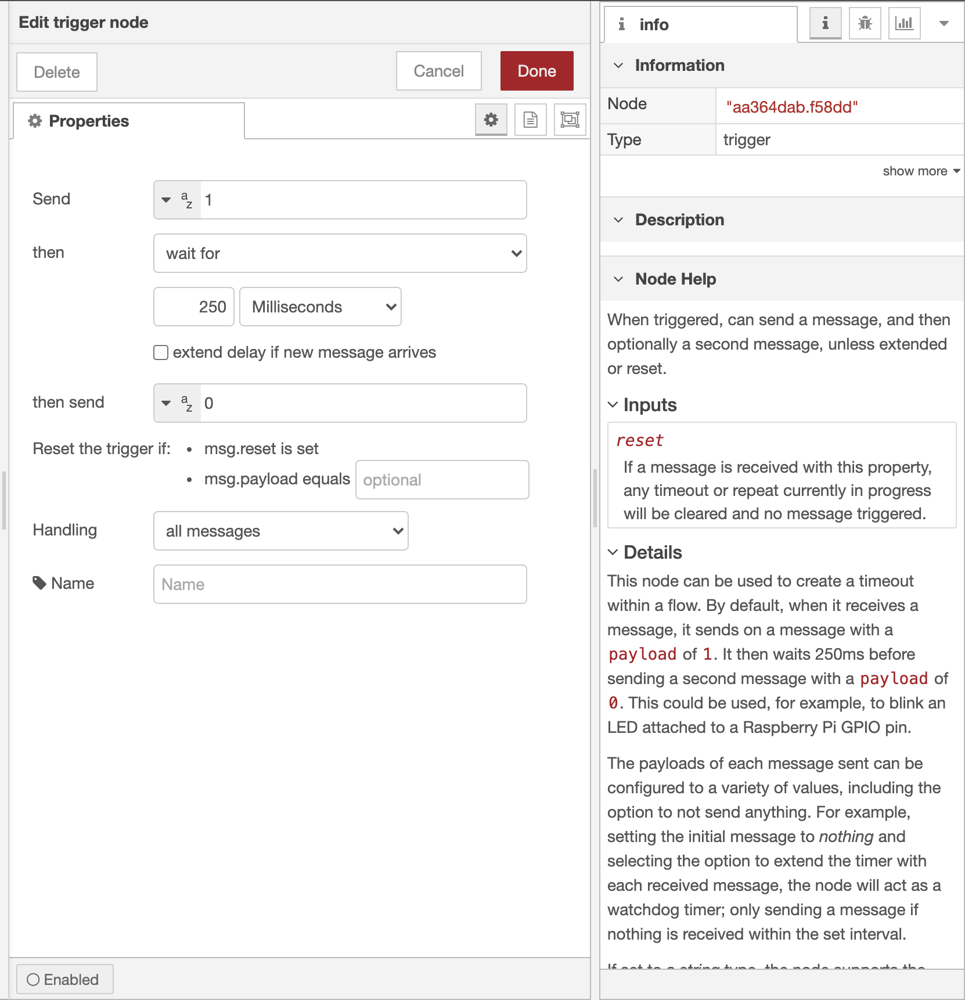 Edit trigger node
Delete
Cancel
Done
Properties
Send
1
then
wait for
250
Milliseconds
extend delay if new message arrives
then send
0
Reset the trigger if:
• msg.reset is set
• msg.payload equals
optional
Handling
all messages
Name
Name
Enabled
info
Information
Node
"aa364dab.f58dd"
Type
trigger
show more
Description
Node Help
When triggered, can send a message, and then
optionally a second message, unless extended
or reset.
Inputs
reset
If a message is received with this property,
any timeout or repeat currently in progress
will be cleared and no message triggered.
Details
This node can be used to create a timeout
within a flow. By default, when it receives a
message, it sends on a message with a
payload of 1. It then waits 250ms before
sending a second message with a payload of
0. This could be used, for example, to blink an
LED attached to a Raspberry Pi GPIO pin.
The payloads of each message sent can be
configured to a variety of values, including the
option to not send anything. For example,
setting the initial message to nothing and
selecting the option to extend the timer with
each received message, the node will act as a
watchdog timer; only sending a message if
nothing is received within the set interval.
If set to a string type, the node supports the